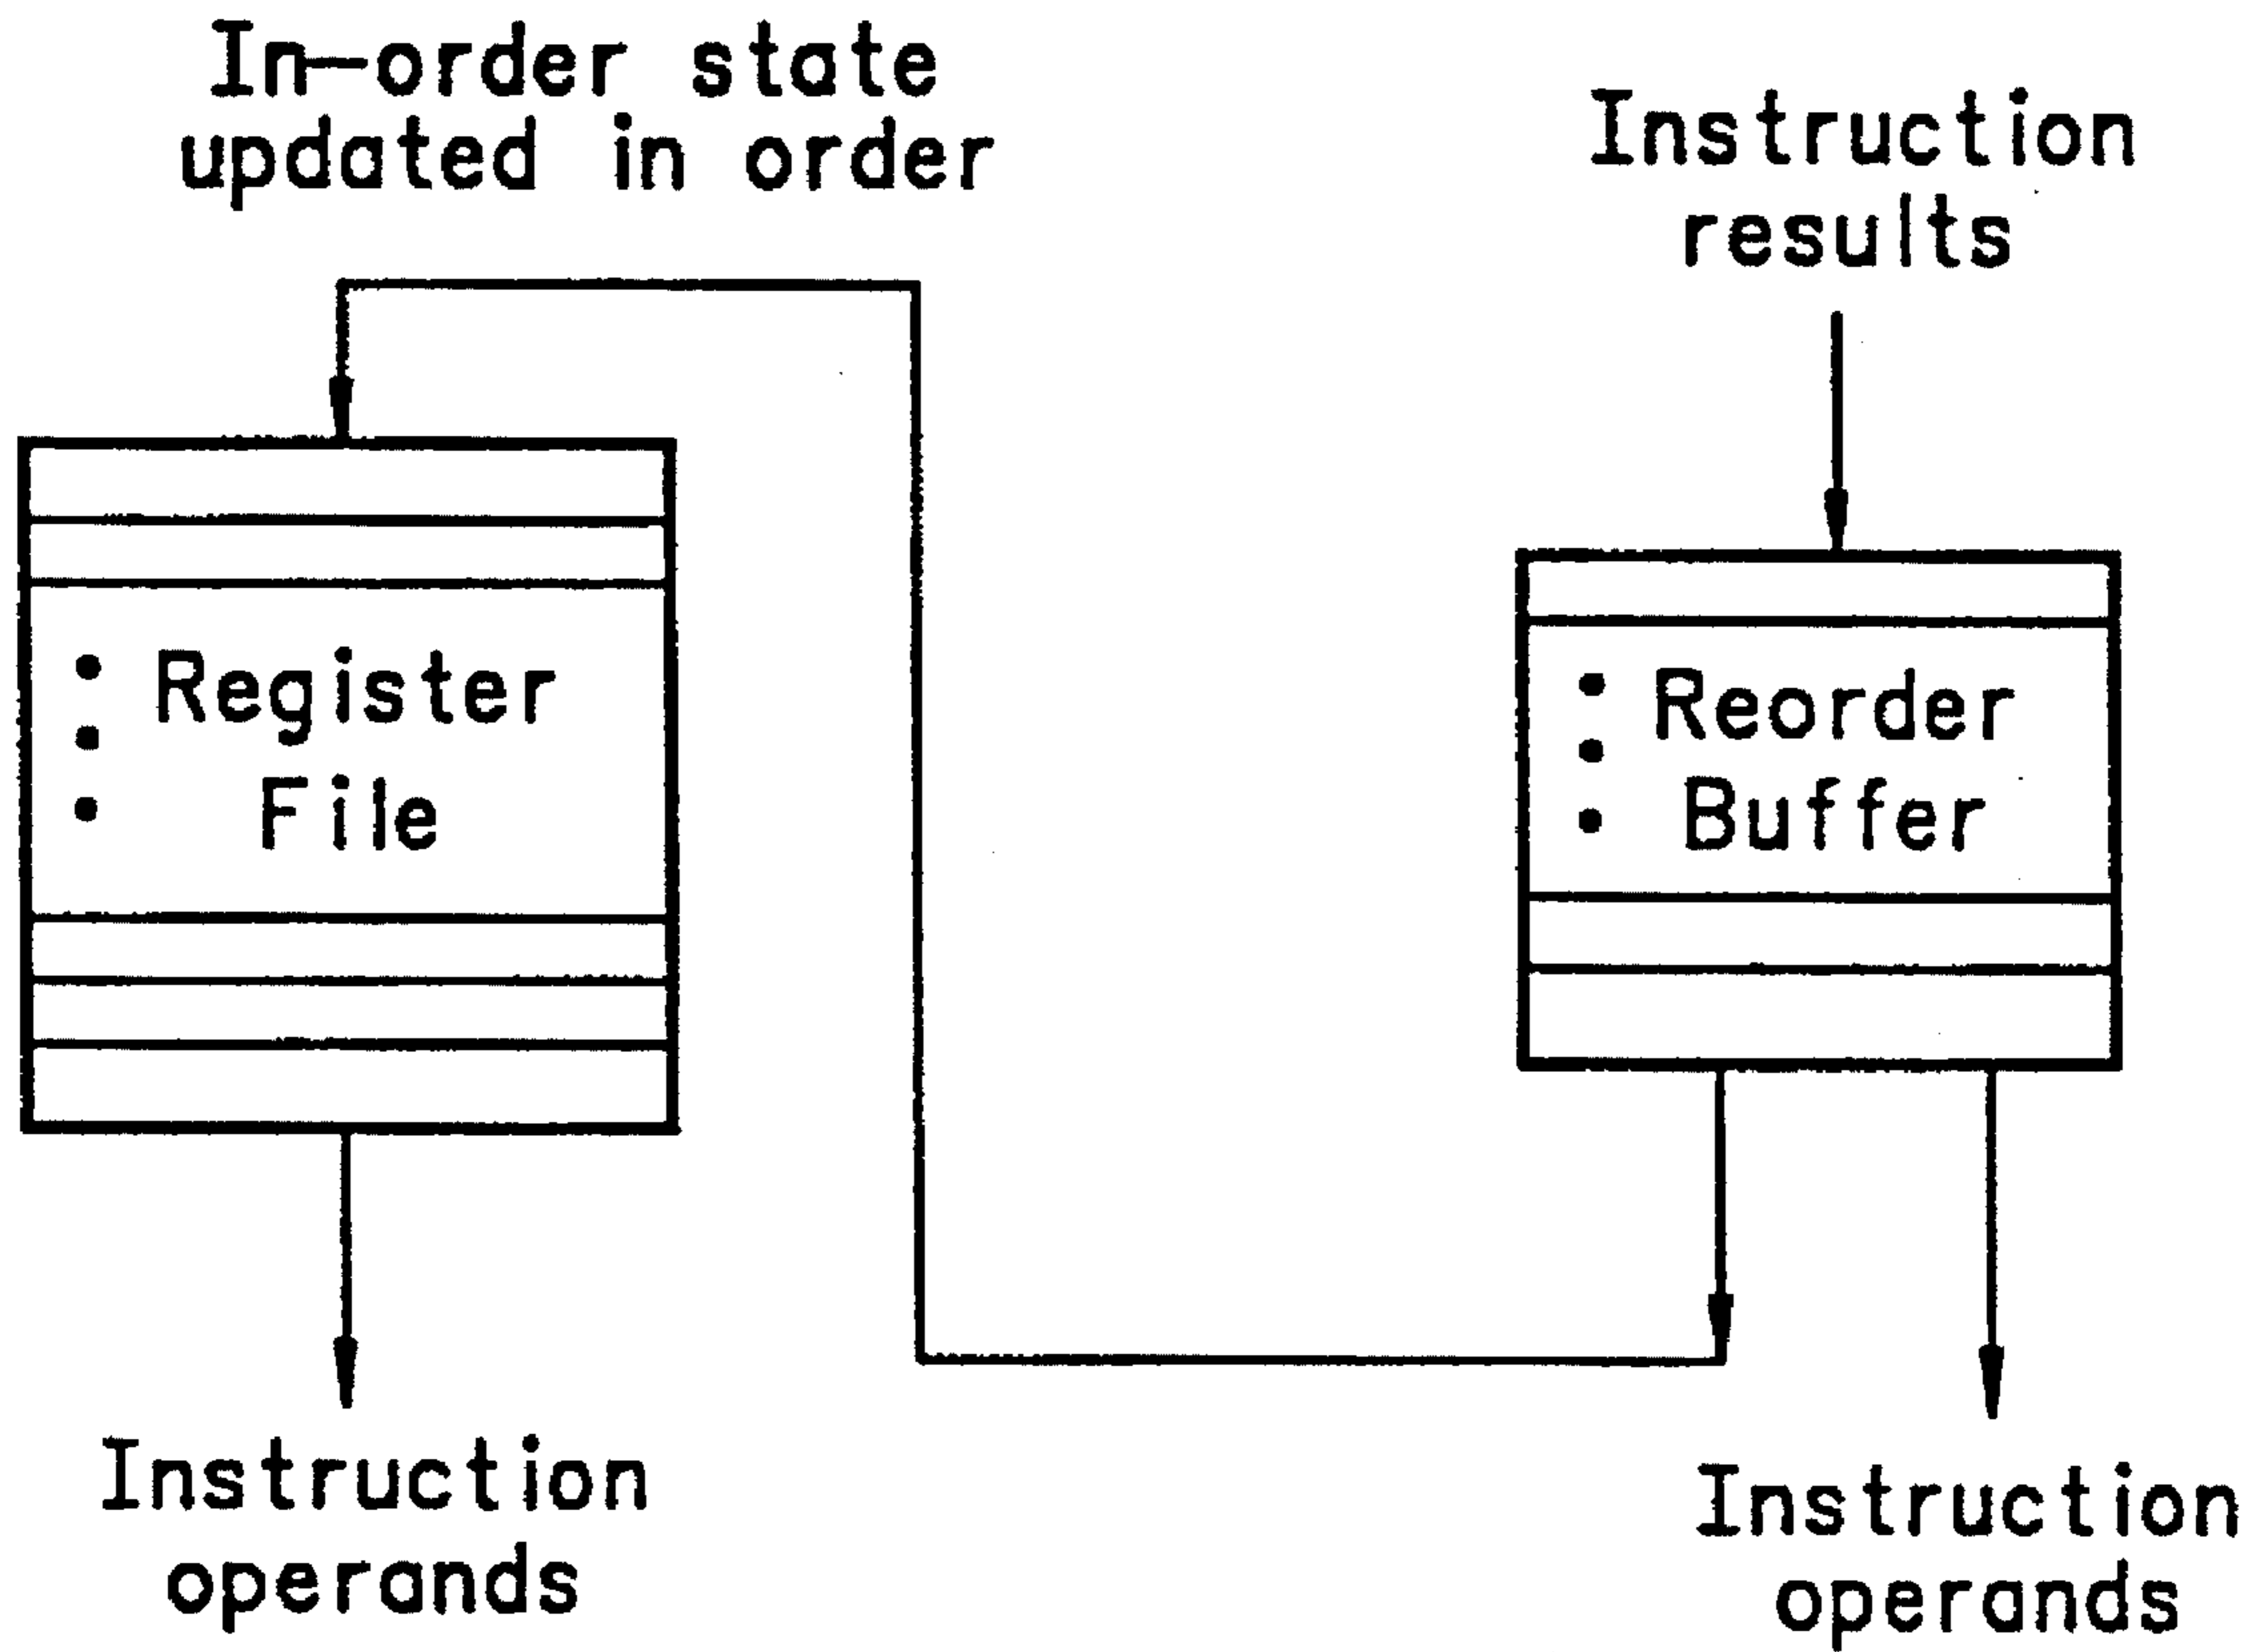 In-order state
updated in order
Instruction
results
Register
File
Reorder
Buffer
Instruction
operands
Instruction
operands